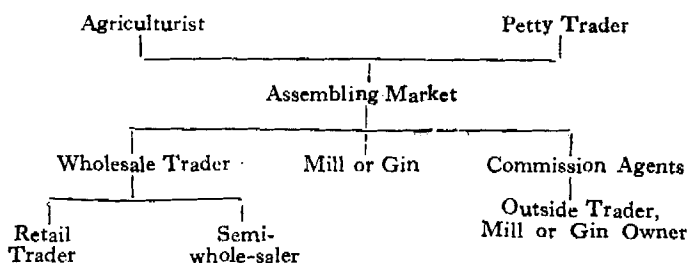 Agriculturist Petty Trader
Assembling Market
Wholesale Trader Mill or Gin Commission Agents
Outside Trader,
Mill or Gin Owner
Retail
Trader
Semi-
whole-saler